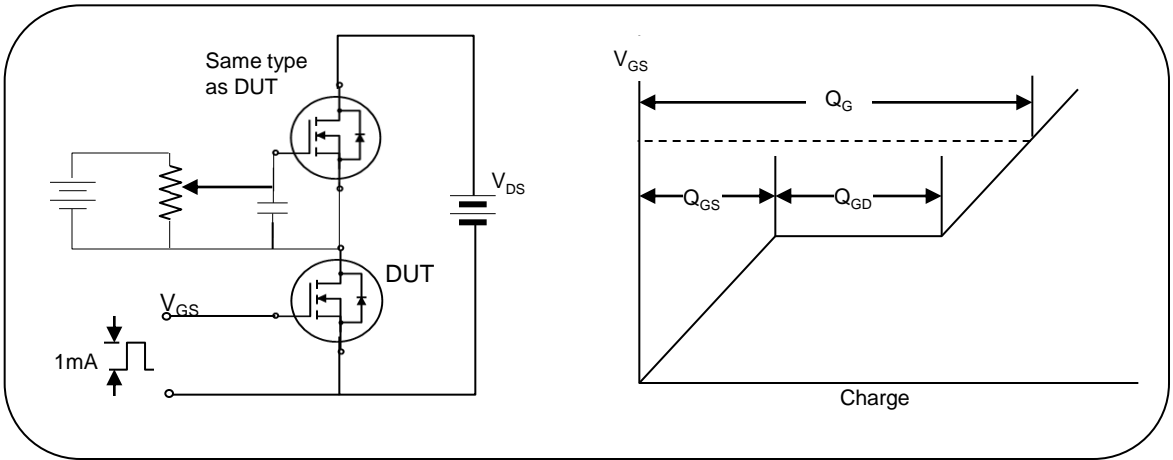 Same type
as DUT
V_DS
DUT
V_GS
1mA
V_GS
Q_G
Q_GS
Q_GD
Charge